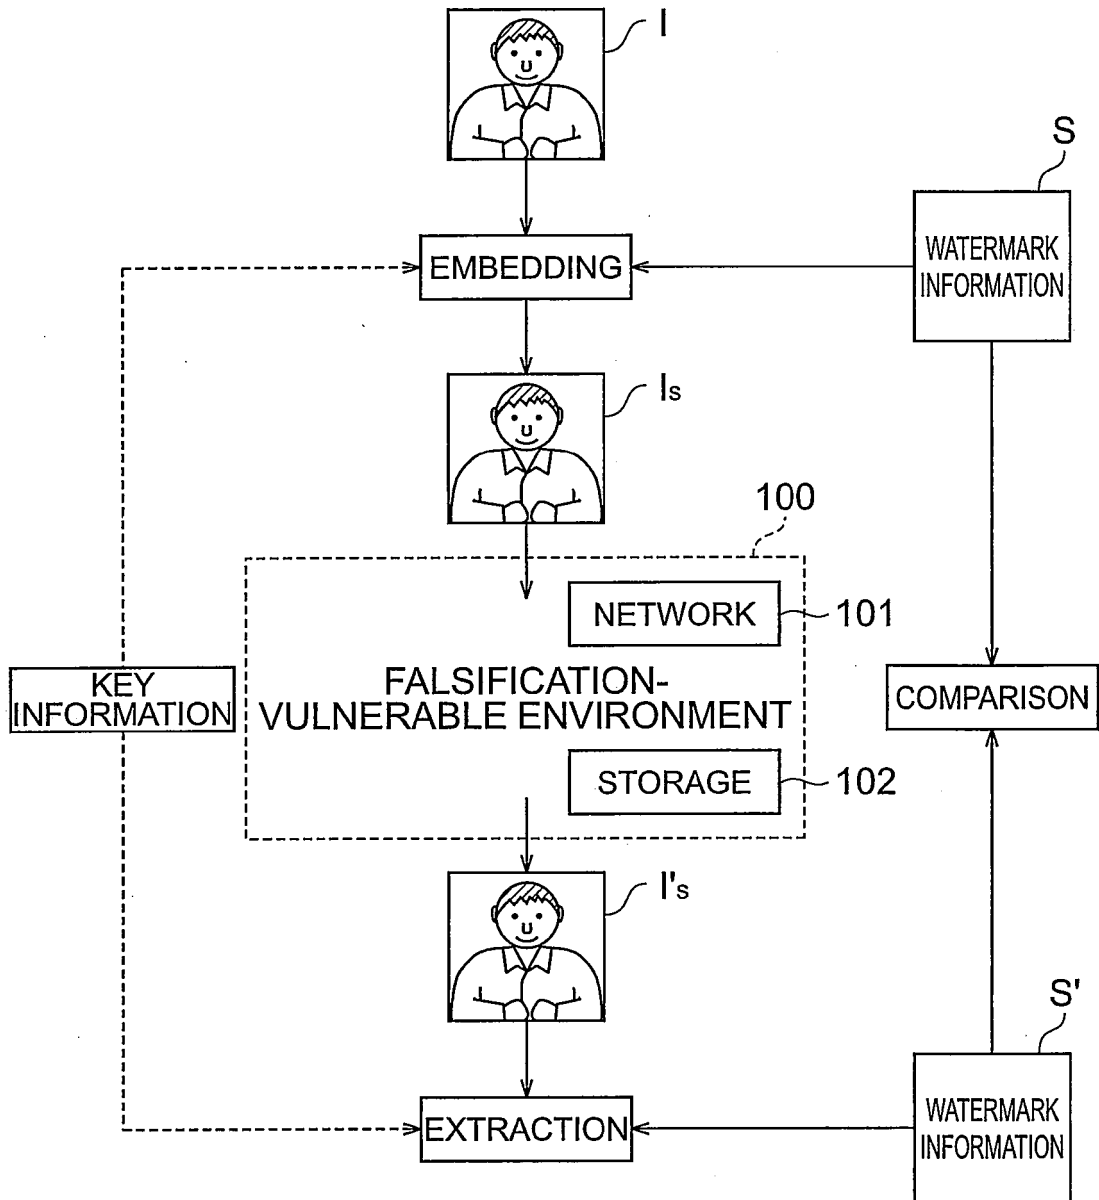 I
S
WATERMARK
INFORMATION
EMBEDDING
Is
100
NETWORK
101
FALSIFICATION-
VULNERABLE ENVIRONMENT
KEY
INFORMATION
COMPARISON
STORAGE
102
I's
S'
WATERMARK
INFORMATION
EXTRACTION